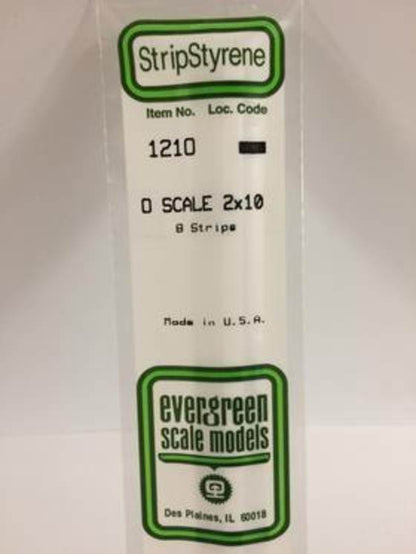 StripStyrene
Item No. Loc. Code
1210
O SCALE 2x10
8 Strips
Made in U.S.A.
evergreen
scale models
Des Plaines, IL 60018